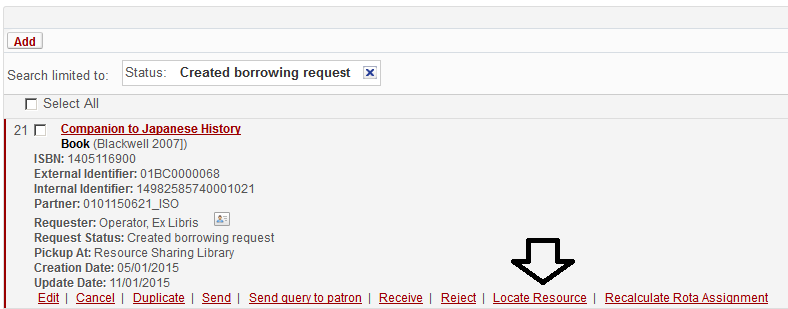 Add
Search limited to: Status: Created borrowing request
Select All
21 Companion to Japanese History
Book (Blackwell 2007])
ISBN: 1405116900
External Identifier: 01BC0000068
Internal Identifier: 14982585740001021
Partner: 0101150621_ISO
Requester: Operator, Ex Libris
Request Status: Created borrowing request
Pickup At: Resource Sharing Library
Creation Date: 05/01/2015
Update Date: 11/01/2015
Edit | Cancel | Duplicate | Send | Send query to patron | Receive | Reject | Locate Resource | Recalculate Rota Assignment